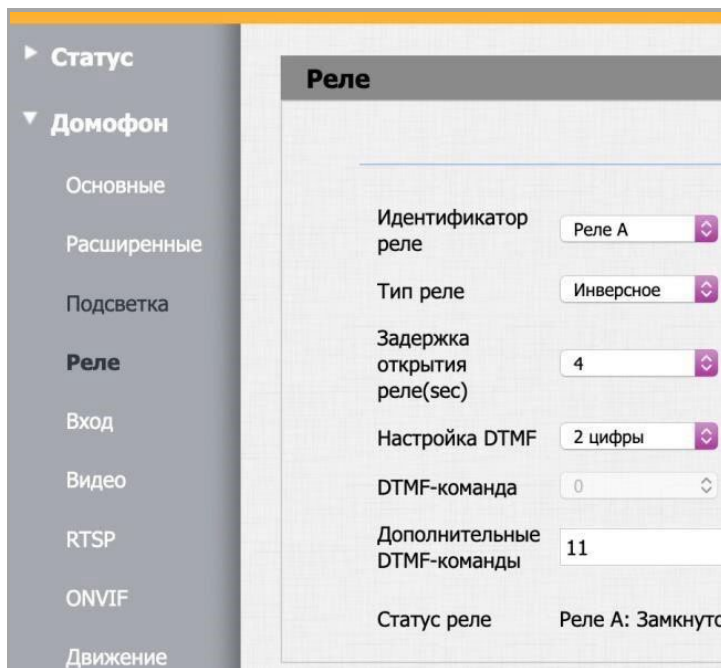 Статус
Домофон
Основные
Расширенные
Подсветка
Реле
Вход
Видео
RTSP
ONVIF
Движение
Реле
Идентификатор
реле
Реле А
Тип реле
Инверсное
Задержка
открытия
реле(sec)
4
Настройка DTMF
2 цифры
DTMF-команда
0
Дополнительные
DTMF-команды
11
Статус реле
Реле А: Замкнуто